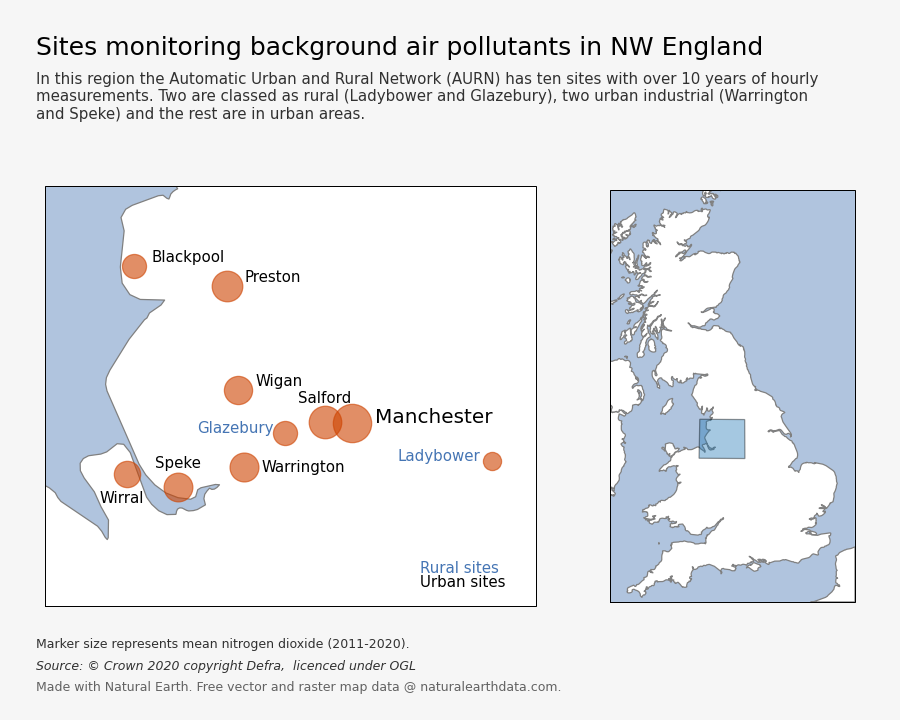 Sites monitoring background air pollutants in NW England
In this region the Automatic Urban and Rural Network (AURN) has ten sites with over 10 years of hourly
measurements. Two are classed as rural (Ladybower and Glazebury), two urban industrial (Warrington
and Speke) and the rest are in urban areas.
Blackpool
Preston
Wigan
Salford
Manchester
Glazebury
Ladybower
Speke
Warrington
Wirral
Rural sites
Urban sites
Marker size represents mean nitrogen dioxide (2011-2020).
Source: © Crown 2020 copyright Defra,  licenced under OGL
Made with Natural Earth. Free vector and raster map data @ naturalearthdata.com.